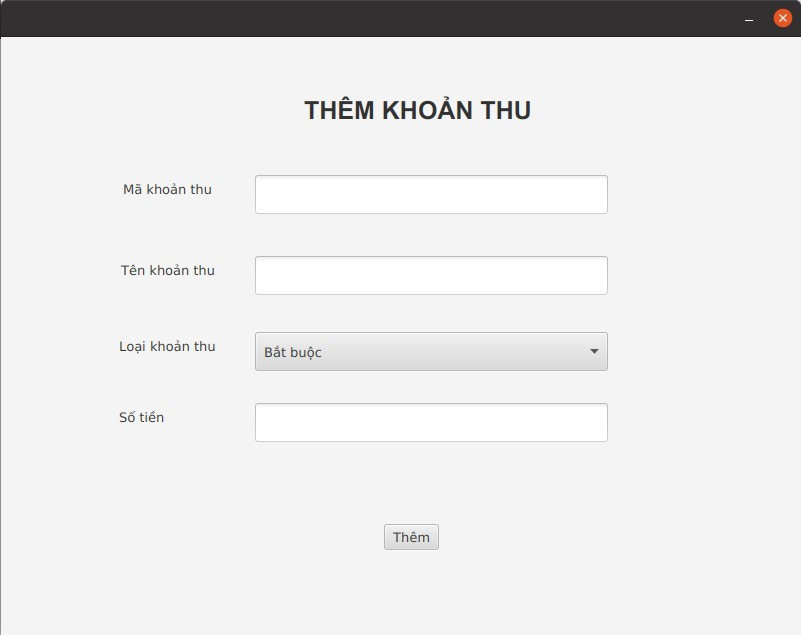 THÊM KHOẢN THU
Mã khoản thu
Tên khoản thu
Loại khoản thu
Bắt buộc
Số tiền
Thêm